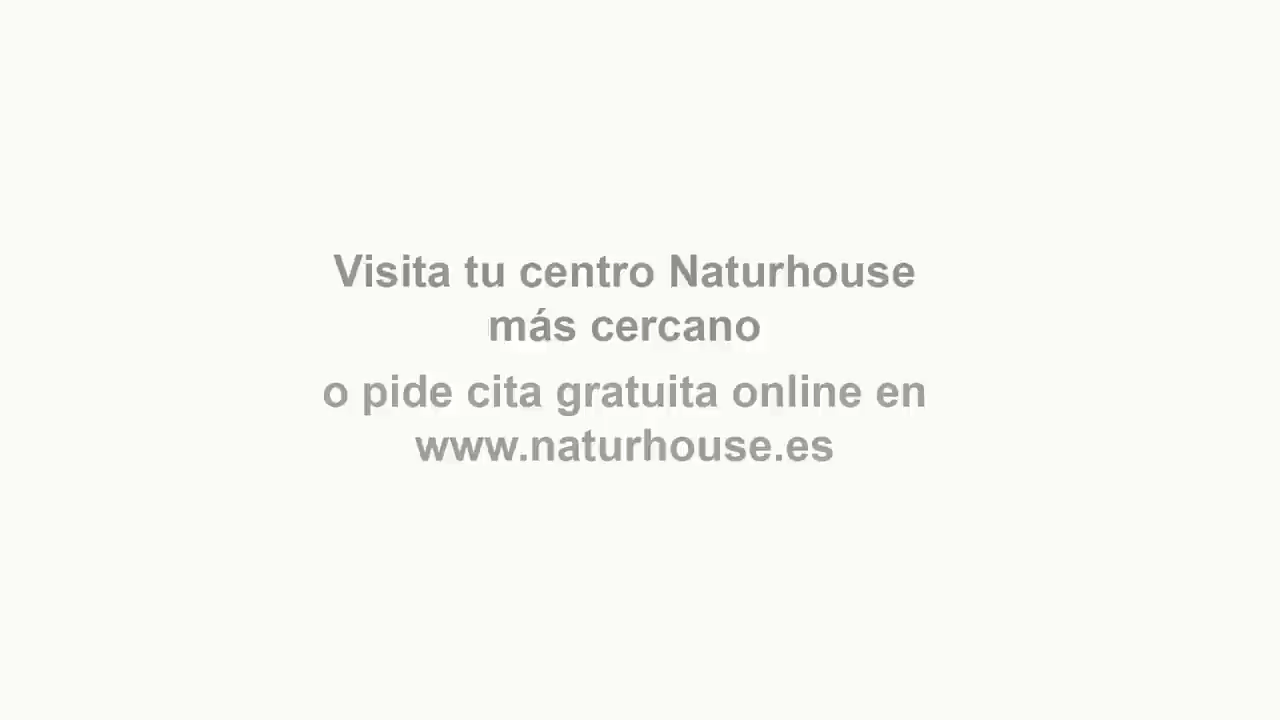 Visita tu centro Naturhouse
más cercano
o pide cita gratuita online en
www.naturhouse.es